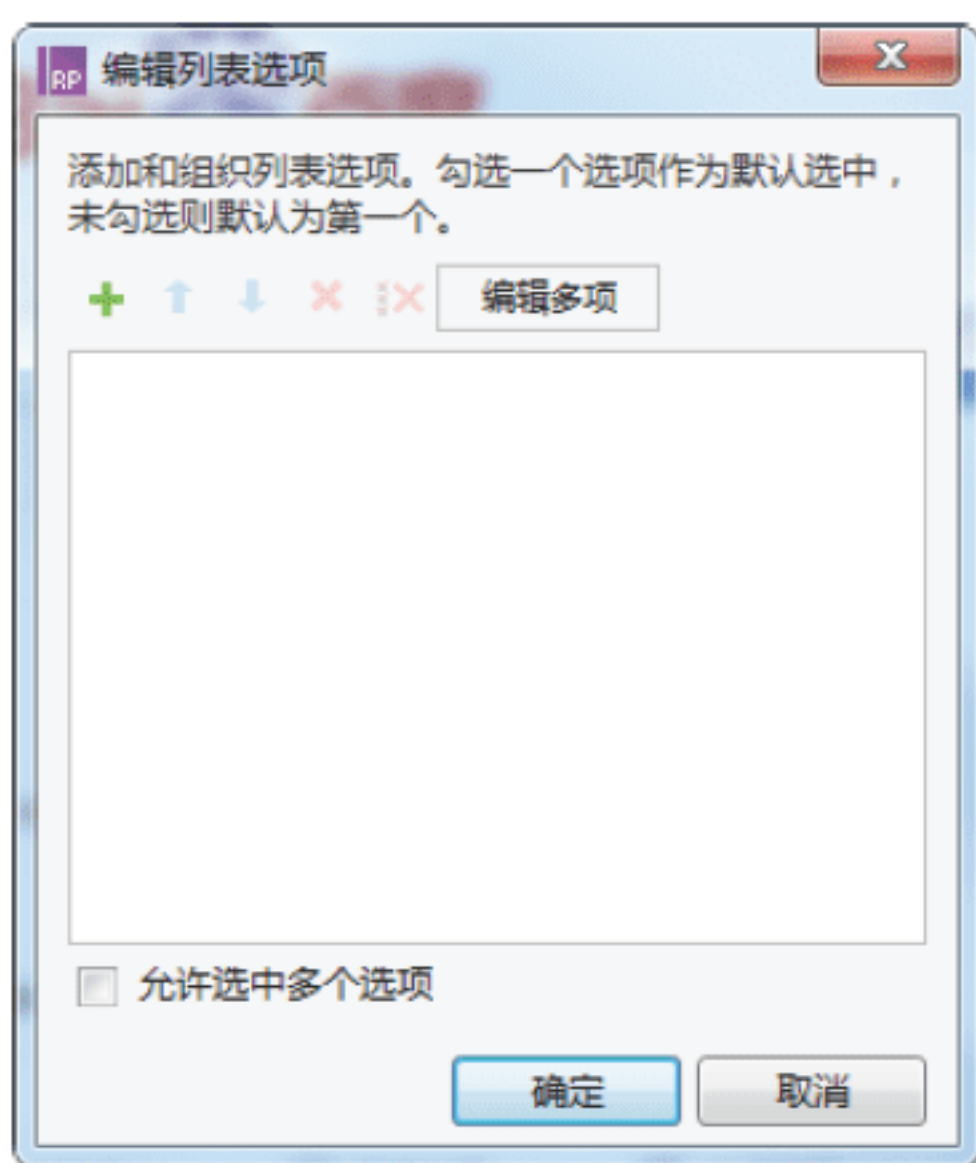 RP 编辑列表选项
添加和组织列表选项。勾选一个选项作为默认选中，
未勾选则默认为第一个。
编辑多项
允许选中多个选项
确定 取消